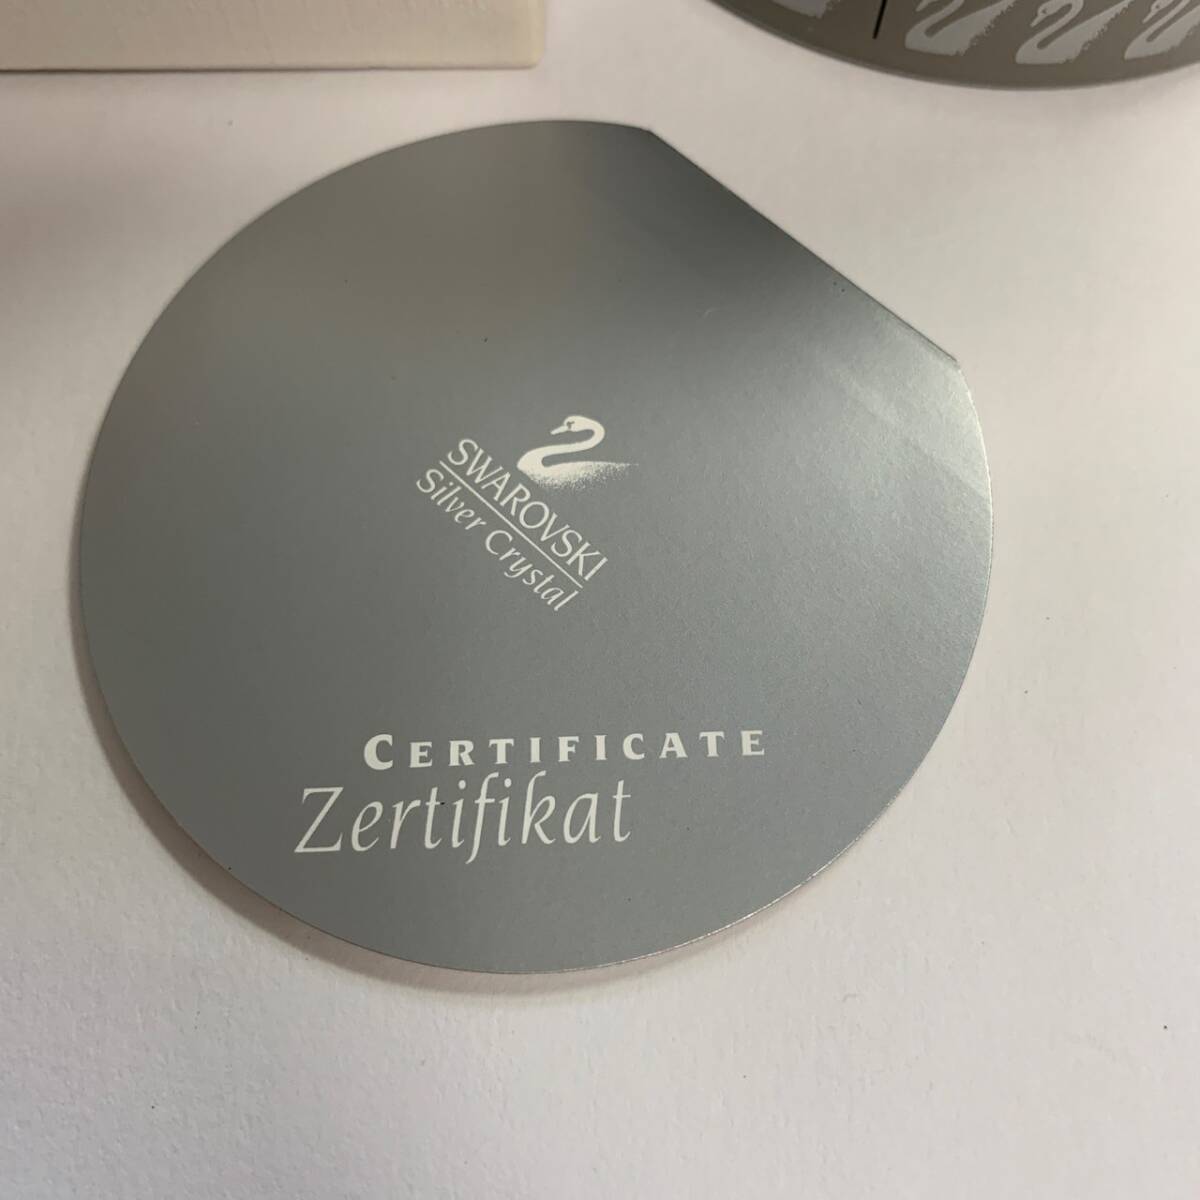 SWAROVSKI
Silver Crystal
CERTIFICATE
Zertifikat